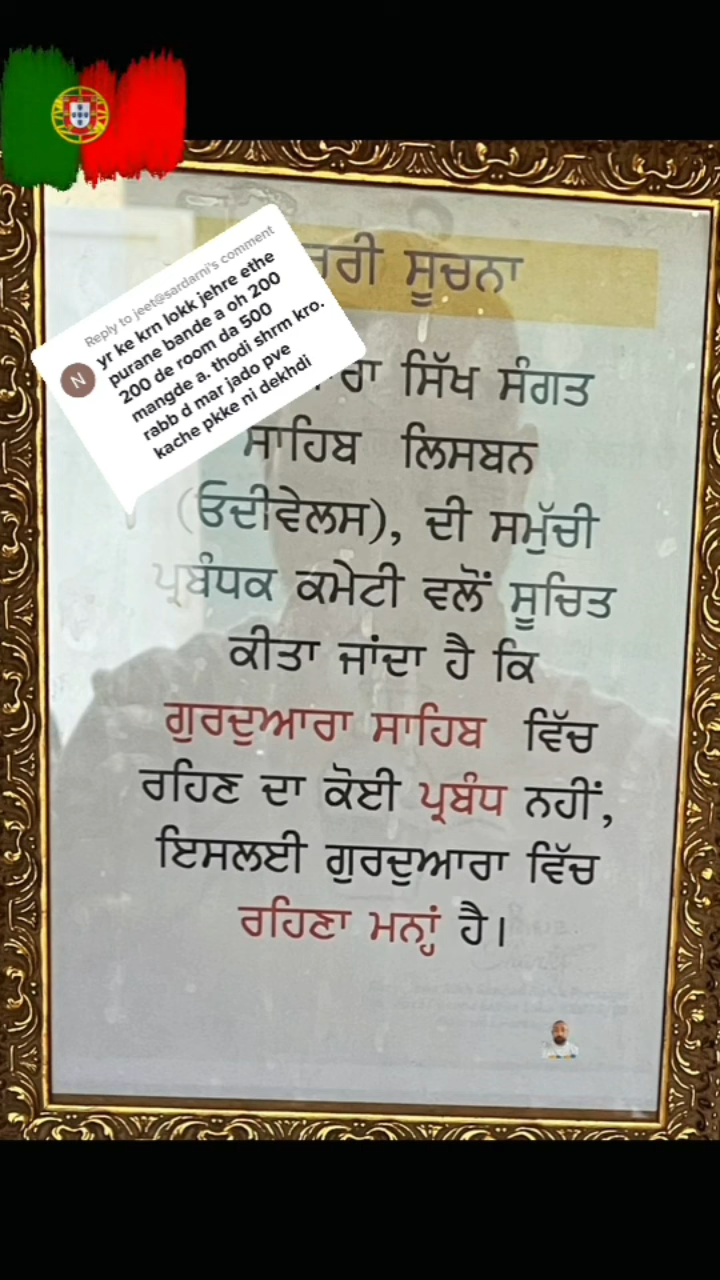 Reply to jeet@sardarni's comment
yr ke krn lokk jehre ethe
purane bande a oh 200
200 de room da 500
mangde a. thodi shrm kro.
rabb d mar jado pve
kache pkke ni dekhdi
N
ਸੂਚਨਾ
ਸਿੱਖ ਸੰਗਤ
ਸਾਹਿਬ ਲਿਸਬਨ
(ਓਦੀਵੇਲਸ), ਦੀ ਸਮੁੱਚੀ
ਪ੍ਰਬੰਧਕ ਕਮੇਟੀ ਵਲੋਂ ਸੂਚਿਤ
ਕੀਤਾ ਜਾਂਦਾ ਹੈ ਕਿ
ਗੁਰਦੁਆਰਾ ਸਾਹਿਬ ਵਿੱਚ
ਰਹਿਣ ਦਾ ਕੋਈ ਪ੍ਰਬੰਧ ਨਹੀਂ,
ਇਸਲਈ ਗੁਰਦੁਆਰਾ ਵਿੱਚ
ਰਹਿਣਾ ਮਨ੍ਹਾਂ ਹੈ।